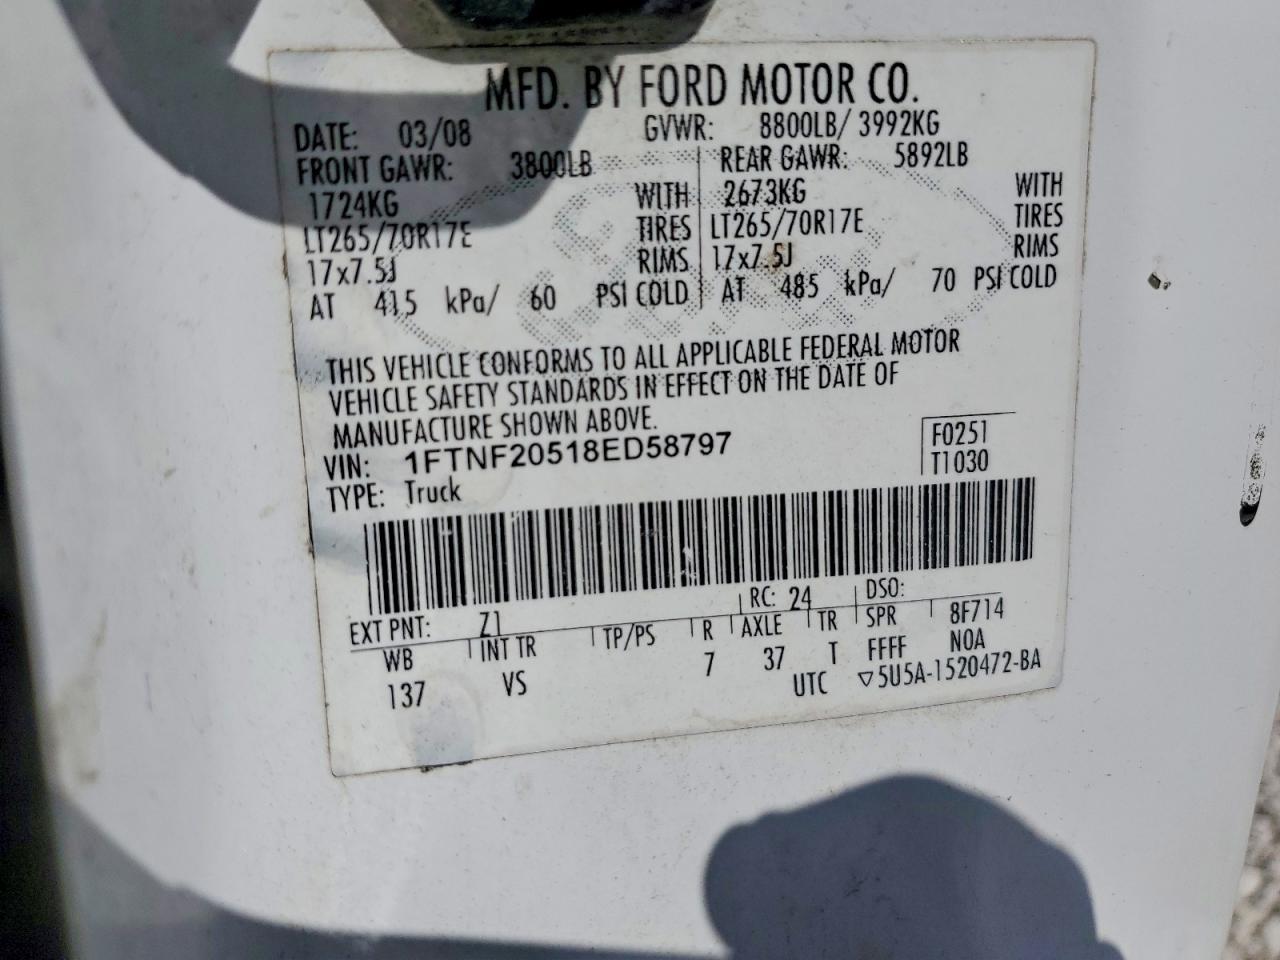 MFD. BY FORD MOTOR CO.
DATE: 03/08 GVWR: 8800LB/ 3992KG
FRONT GAWR: 3800LB REAR GAWR: 5892LB
1724KG WITH 2673KG WITH
LT265/70R17E TIRES LT265/70R17E TIRES
17x7.5J RIMS 17x7.5J RIMS
AT 415 kPa/ 60 PSI COLD AT 485 kPa/ 70 PSI COLD
THIS VEHICLE CONFORMS TO ALL APPLICABLE FEDERAL MOTOR
VEHICLE SAFETY STANDARDS IN EFFECT ON THE DATE OF
MANUFACTURE SHOWN ABOVE.
VIN: 1FTNF20518ED58797 F0251
TYPE: Truck T1030
EXT PNT: Z1 RC: 24 DSO:
WB INT TR TP/PS R AXLE TR SPR 8F714
137 VS 7 37 T FFFF NOA
UTC ▽5U5A-1520472-BA